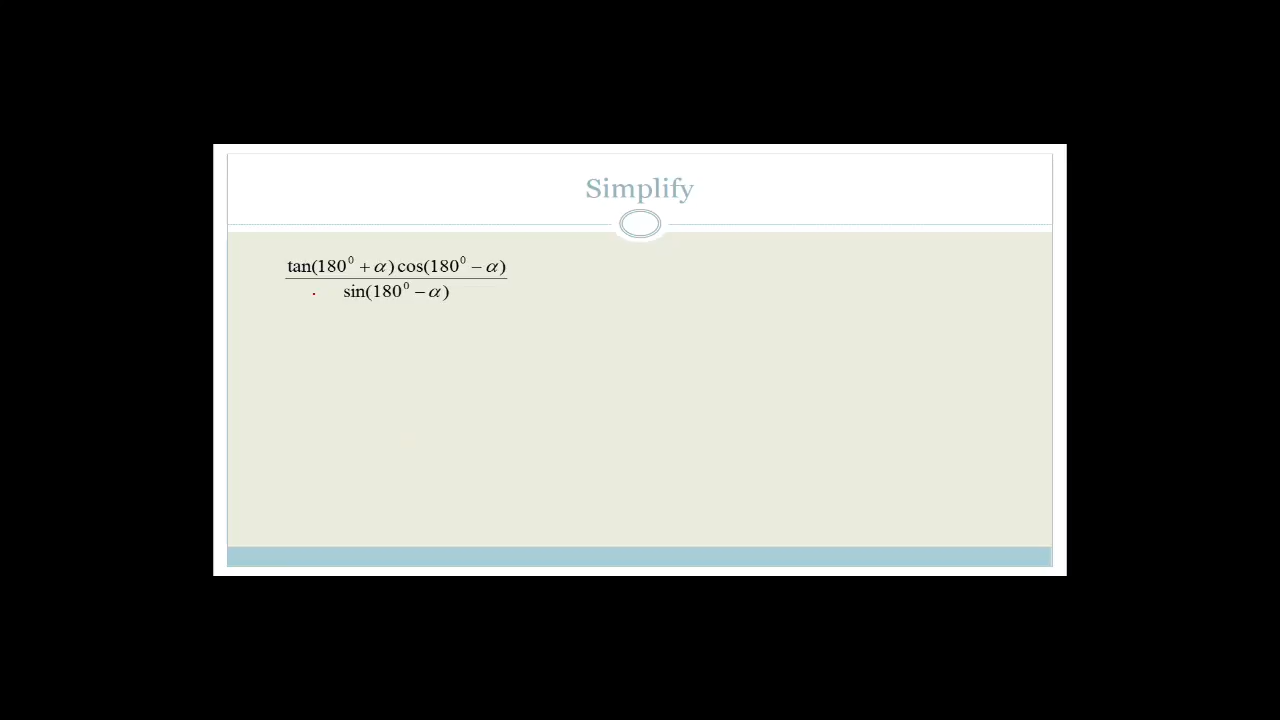 Simplify
tan(180⁰ + α) cos(180⁰ − α)
sin(180⁰ − α)